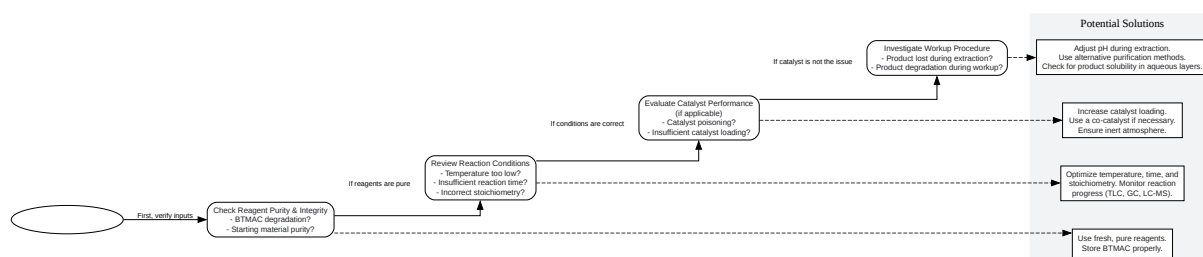 Potential Solutions
Investigate Workup Procedure
- Product lost during extraction?
- Product degradation during workup?
If catalyst is not the issue
Adjust pH during extraction.
Use alternative purification methods.
Check for product solubility in aqueous layers.
Evaluate Catalyst Performance
(if applicable)
- Catalyst poisoning?
- Insufficient catalyst loading?
If conditions are correct
Increase catalyst loading.
Use a co-catalyst if necessary.
Ensure inert atmosphere.
Review Reaction Conditions
- Temperature too low?
- Insufficient reaction time?
- Incorrect stoichiometry?
If reagents are pure
Optimize temperature, time, and
stoichiometry. Monitor reaction
progress (TLC, GC, LC-MS).
First, verify inputs
Check Reagent Purity & Integrity
- BTMAC degradation?
- Starting material purity?
Use fresh, pure reagents.
Store BTMAC properly.